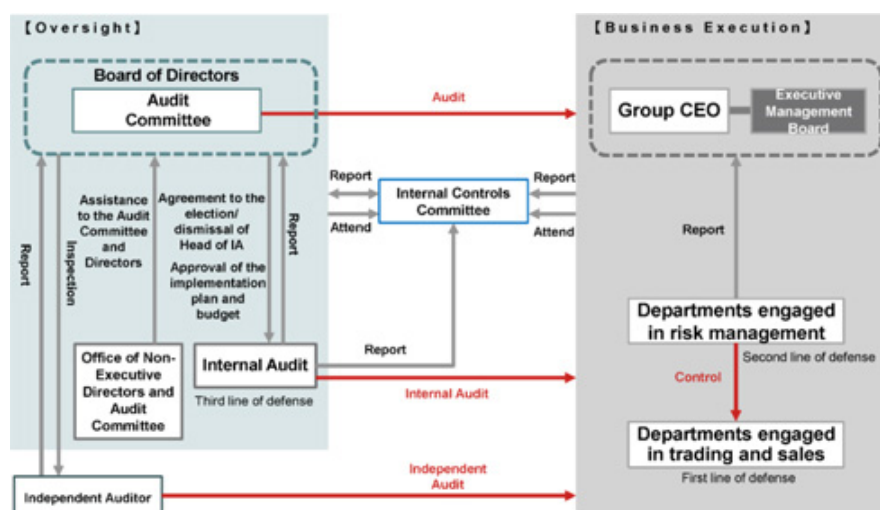 【Oversight】
Board of Directors
Audit
Committee
Audit
【Business Execution】
Group CEO
Executive
Management
Board
Report
Inspection
Assistance
to the Audit
Committee
and
Directors
Agreement to the
election/
dismissal of
Head of IA
Approval of the
implementation
plan and
budget
Report
Report
Attend
Internal Controls
Committee
Report
Attend
Report
Office of Non-
Executive
Directors and
Audit
Committee
Internal Audit
Third line of defense
Report
Internal Audit
Departments engaged
in risk management
Second line of defense
Control
Departments engaged
in trading and sales
First line of defense
Independent Auditor
Independent
Audit